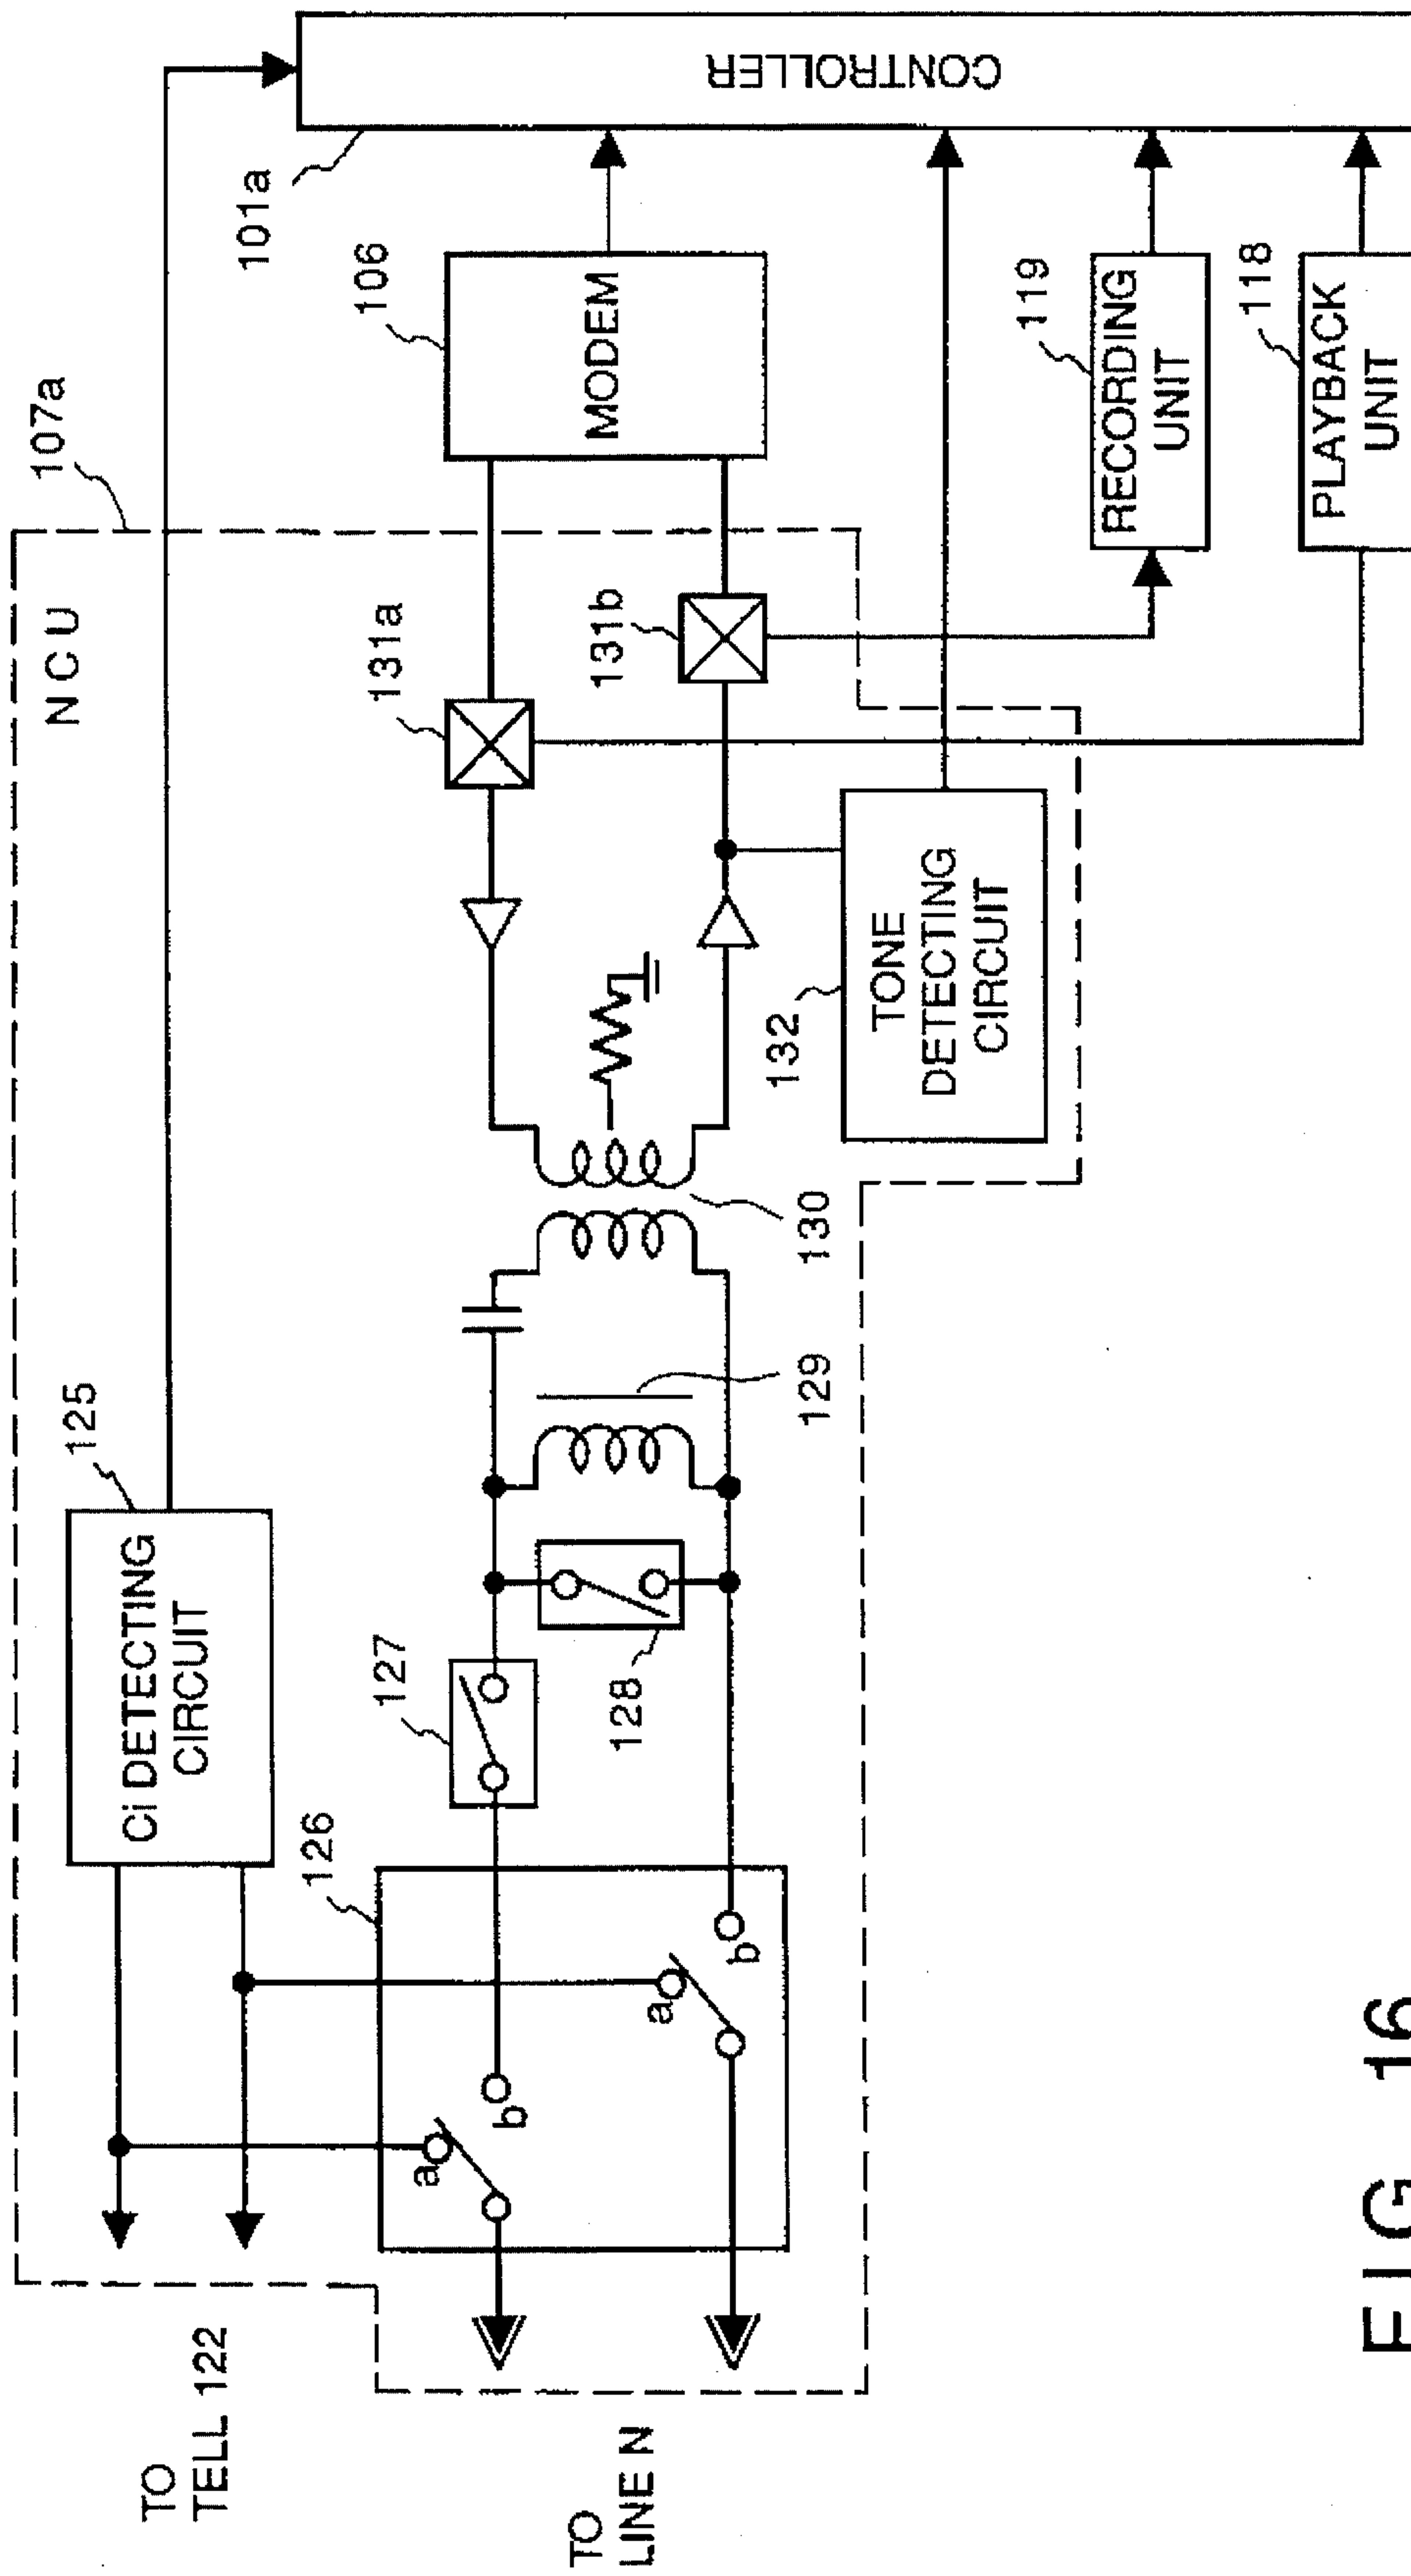 107a
NCU
125
Ci DETECTING
CIRCUIT
TO
TELL 122
126
a
b
a
b
TO
LINE N
127
128
129
130
131a
131b
132
TONE
DETECTING
CIRCUIT
106
MODEM
101a
CONTROLLER
119
RECORDING
UNIT
118
PLAYBACK
UNIT
FIG. 16